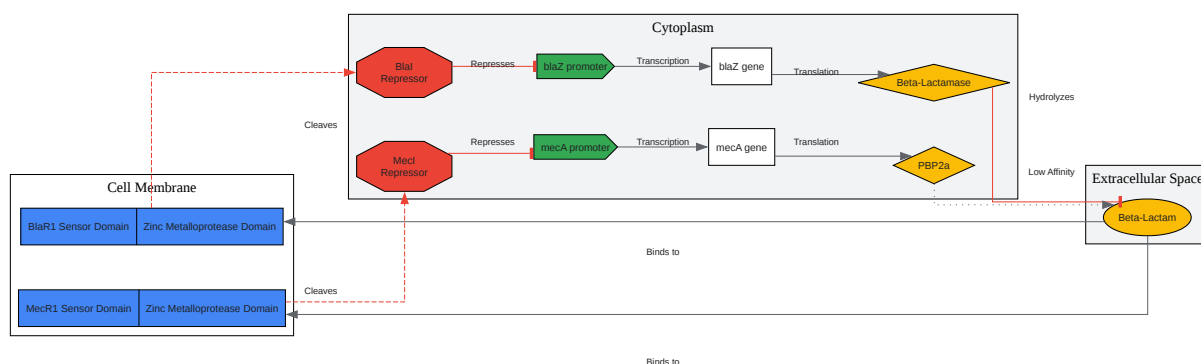 Cytoplasm
BlaI
Repressor
Represses
blaZ promoter
Transcription
blaZ gene
Translation
Beta-Lactamase
Hydrolyzes
Cleaves
MecI
Repressor
Represses
mecA promoter
Transcription
mecA gene
Translation
PBP2a
Low Affinity
Cell Membrane
BlaR1 Sensor Domain
Zinc Metalloprotease Domain
Extracellular Space
Beta-Lactam
Binds to
MecR1 Sensor Domain
Zinc Metalloprotease Domain
Cleaves
Binds to